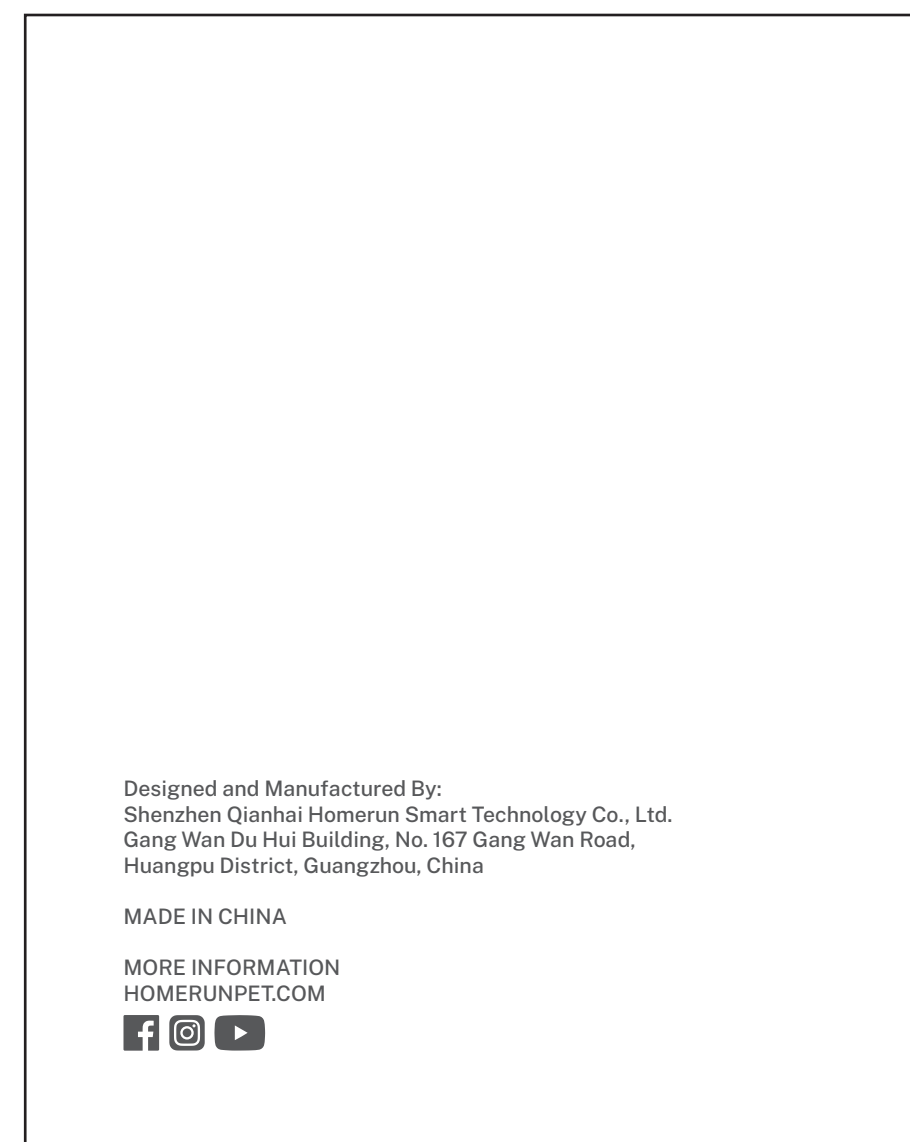 Designed and Manufactured By:
Shenzhen Qianhai Homerun Smart Technology Co., Ltd.
Gang Wan Du Hui Building, No. 167 Gang Wan Road,
Huangpu District, Guangzhou, China
MADE IN CHINA
MORE INFORMATION
HOMERUNPET.COM